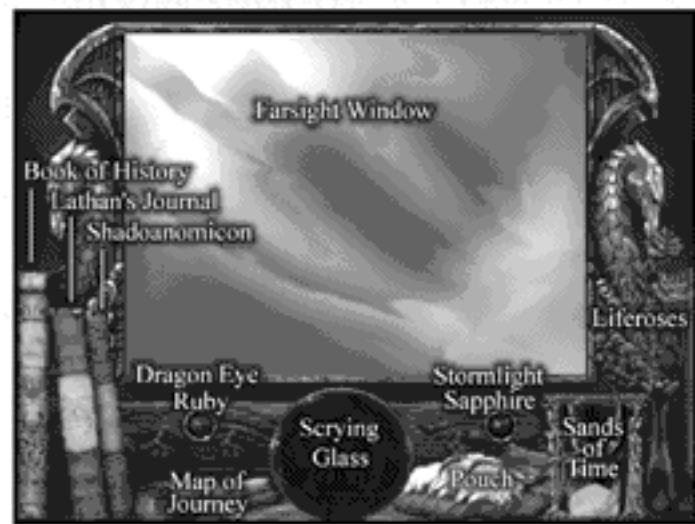 Farsight Window
Book of History
Lathan's Journal
Shadoanomicon
Liferoses
Dragon Eye
Ruby
Stormlight
Sapphire
Scrying
Glass
Sands
of
Time
Map of
Journey
Pouch